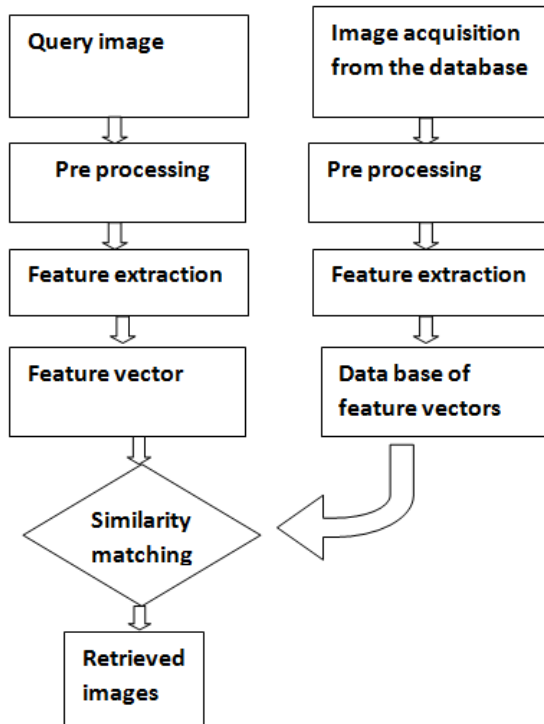 Query image
Pre processing
Feature extraction
Feature vector
Similarity
matching
Retrieved
images
Image acquisition
from the database
Pre processing
Feature extraction
Data base of
feature vectors